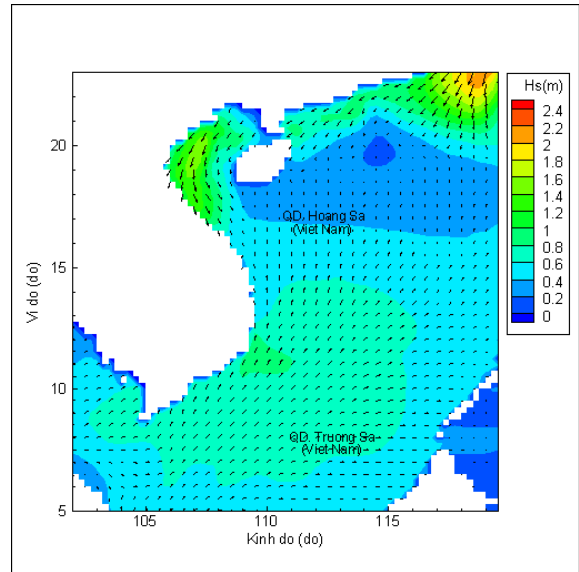 Hs(m)
2.4
2.2
2
1.8
1.6
1.4
1.2
1
0.8
0.6
0.4
0.2
0
20
15
10
5
Vi do (do)
QD. Hoang Sa
(Viet Nam)
QD. Truong Sa
(Viet Nam)
105
110
115
Kinh do (do)